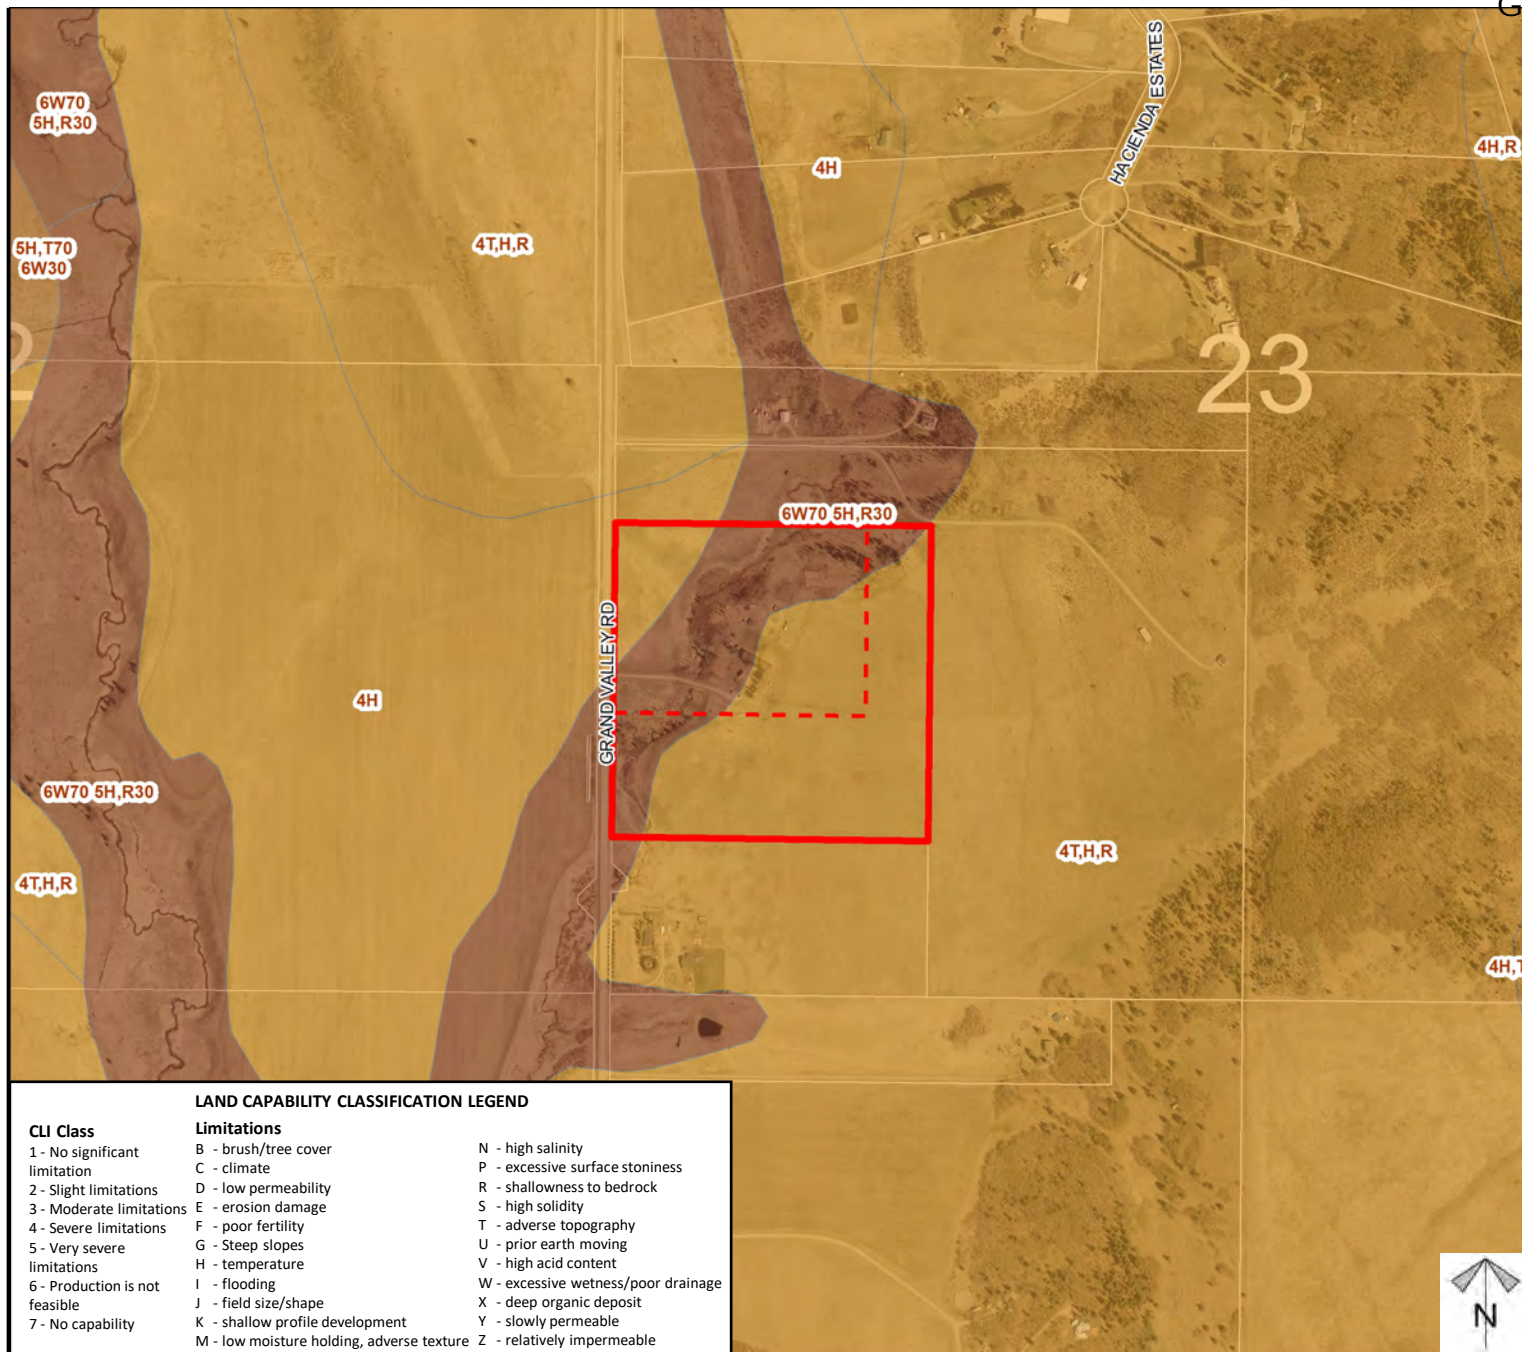 G
HACIENDA ESTATES
6W70
5H,R30
4H
4H,R
4T,H,R
5H,T70
6W30
23
6W70 5H,R30
GRAND VALLEY RD
4H
6W70 5H,R30
4T,H,R
4T,H,R
4H,T
LAND CAPABILITY CLASSIFICATION LEGEND
CLI Class
1 - No significant
limitation
2 - Slight limitations
3 - Moderate limitations
4 - Severe limitations
5 - Very severe
limitations
6 - Production is not
feasible
7 - No capability
Limitations
B - brush/tree cover
C - climate
D - low permeability
E - erosion damage
F - poor fertility
G - Steep slopes
H - temperature
I - flooding
J - field size/shape
K - shallow profile development
M - low moisture holding, adverse texture
N - high salinity
P - excessive surface stoniness
R - shallowness to bedrock
S - high solidity
T - adverse topography
U - prior earth moving
V - high acid content
W - excessive wetness/poor drainage
X - deep organic deposit
Y - slowly permeable
Z - relatively impermeable
N